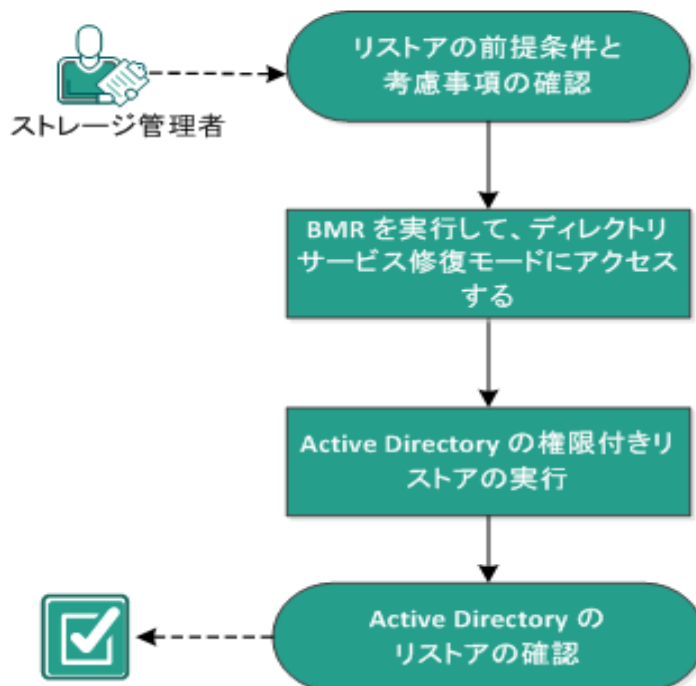 リストアの前提条件と
考慮事項の確認
ストレージ管理者
BMR を実行して、ディレクトリ
サービス修復モードにアクセス
する
Active Directory の権限付きリ
ストアの実行
Active Directory の
リストアの確認